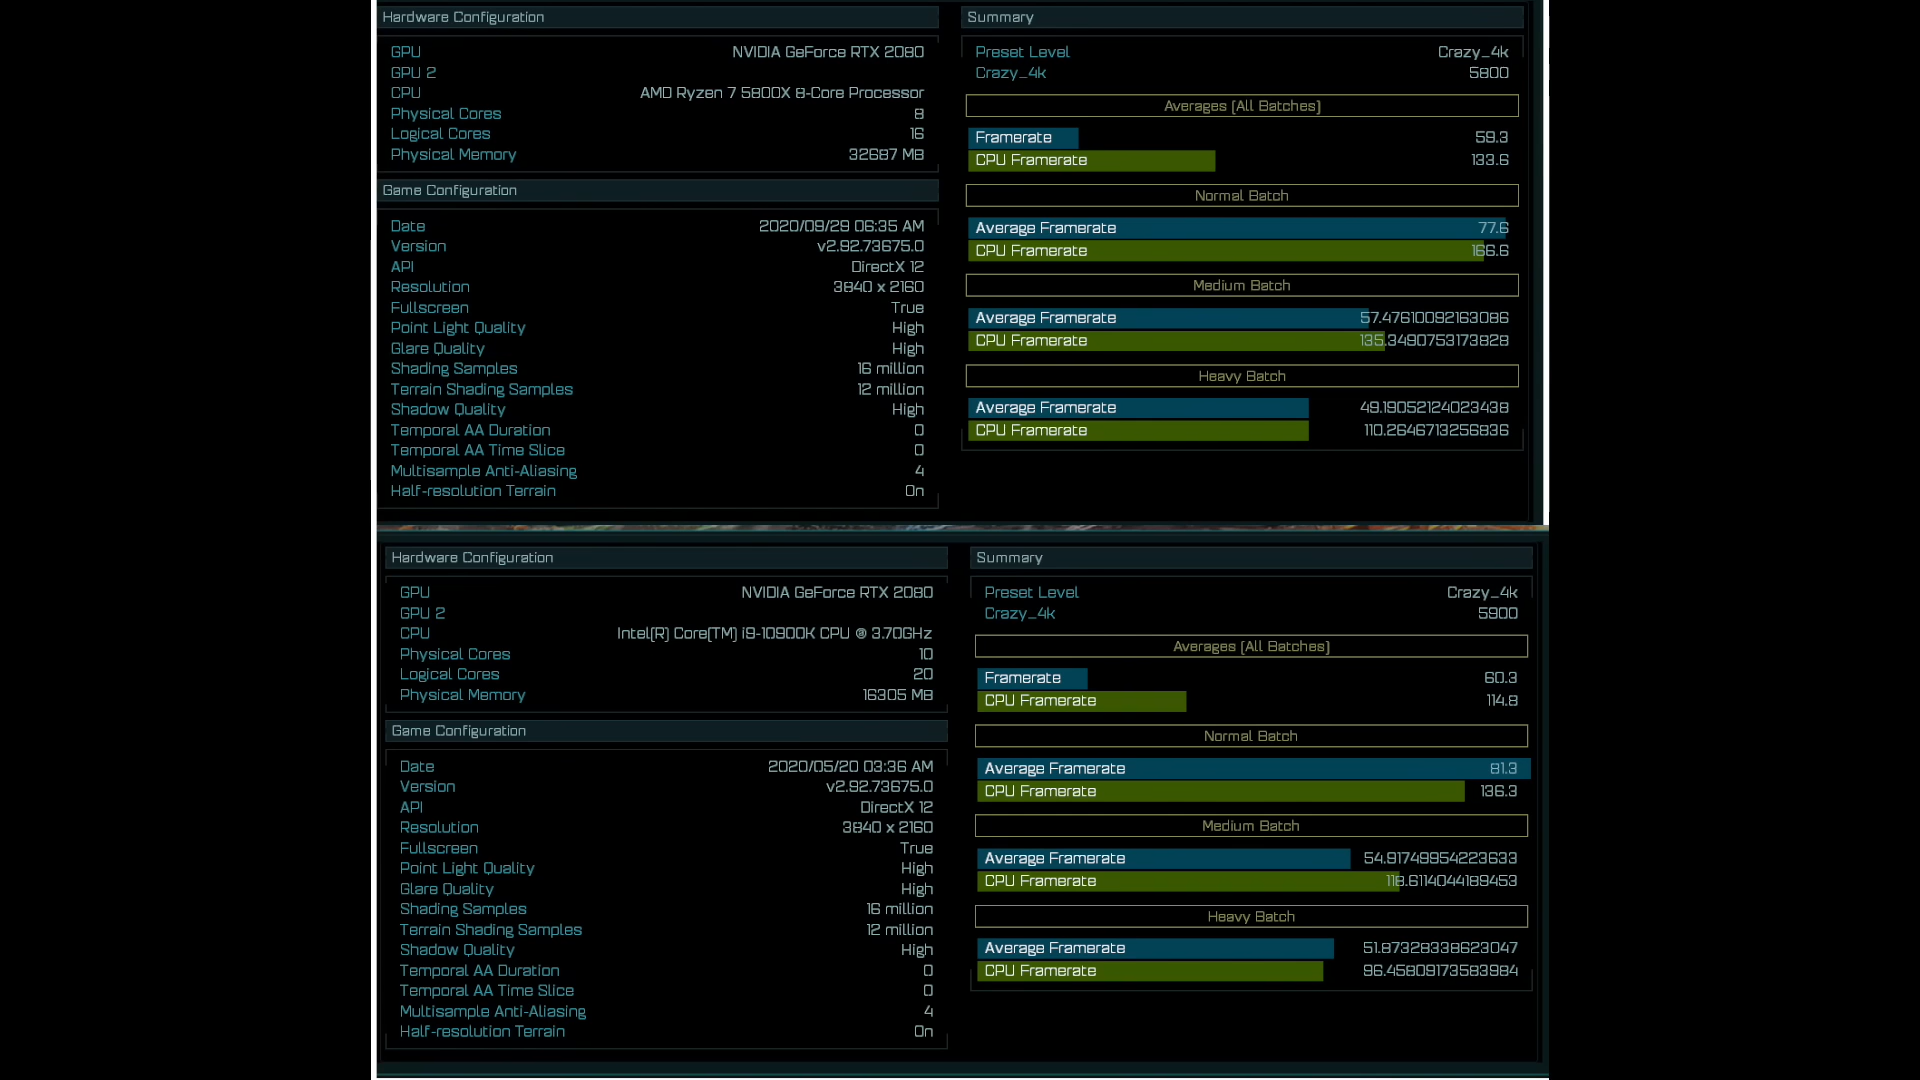 Hardware Configuration
GPU NVIDIA GeForce RTX 2080
GPU 2
CPU AMD Ryzen 7 5800X 8-Core Processor
Physical Cores 8
Logical Cores 16
Physical Memory 32687 MB
Game Configuration
Date 2020/09/29 06:35 AM
Version v2.92.73675.0
API DirectX 12
Resolution 3840 x 2160
Fullscreen True
Point Light Quality High
Glare Quality High
Shading Samples 16 million
Terrain Shading Samples 12 million
Shadow Quality High
Temporal AA Duration 0
Temporal AA Time Slice 0
Multisample Anti-Aliasing 4
Half-resolution Terrain On
Summary
Preset Level Crazy_4k
Crazy_4k 5800
Averages (All Batches)
Framerate 59.3
CPU Framerate 133.6
Normal Batch
Average Framerate 77.6
CPU Framerate 166.6
Medium Batch
Average Framerate 57.47610092163086
CPU Framerate 135.3490753173828
Heavy Batch
Average Framerate 49.19052124023438
CPU Framerate 110.2646713256836
Hardware Configuration
GPU NVIDIA GeForce RTX 2080
GPU 2
CPU Intel(R) Core(TM) i9-10900K CPU @ 3.70GHz
Physical Cores 10
Logical Cores 20
Physical Memory 16305 MB
Game Configuration
Date 2020/05/20 03:36 AM
Version v2.92.73675.0
API DirectX 12
Resolution 3840 x 2160
Fullscreen True
Point Light Quality High
Glare Quality High
Shading Samples 16 million
Terrain Shading Samples 12 million
Shadow Quality High
Temporal AA Duration 0
Temporal AA Time Slice 0
Multisample Anti-Aliasing 4
Half-resolution Terrain On
Summary
Preset Level Crazy_4k
Crazy_4k 5900
Averages (All Batches)
Framerate 60.3
CPU Framerate 114.8
Normal Batch
Average Framerate 81.3
CPU Framerate 136.3
Medium Batch
Average Framerate 54.91749954223633
CPU Framerate 118.6114044189453
Heavy Batch
Average Framerate 51.87328338623047
CPU Framerate 96.45809173583984